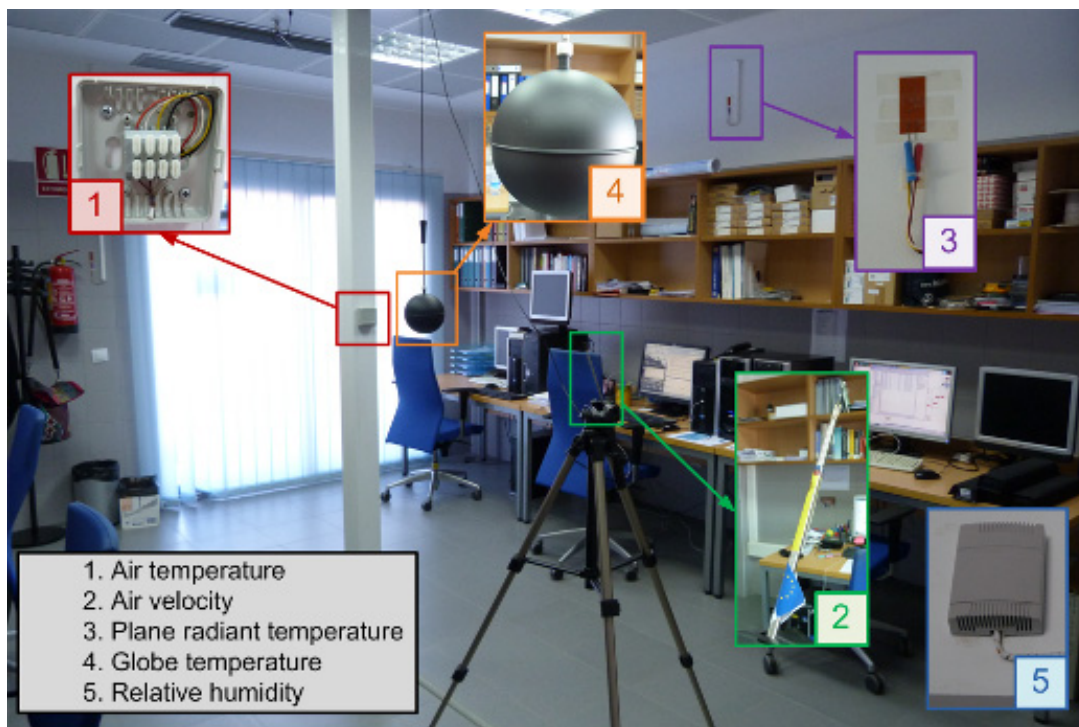 1
4
3
2
5
1. Air temperature
2. Air velocity
3. Plane radiant temperature
4. Globe temperature
5. Relative humidity